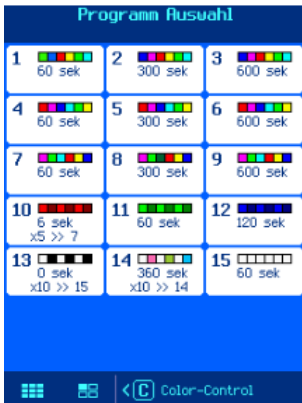 Programm Auswahl
1 60 sek
2 300 sek
3 600 sek
4 60 sek
5 300 sek
6 600 sek
7 60 sek
8 300 sek
9 600 sek
10 6 sek x5 >> 7
11 60 sek
12 120 sek
13 0 sek x10 >> 15
14 360 sek x10 >> 14
15 60 sek
<C Color-Control